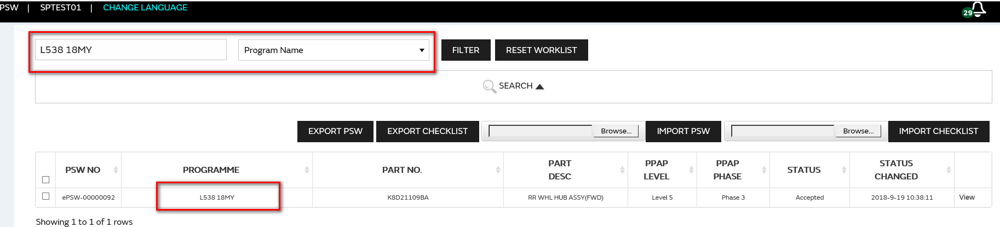 PSW | SPTEST01 | CHANGE LANGUAGE
29
L538 18MY Program Name FILTER RESET WORKLIST
SEARCH
EXPORT PSW EXPORT CHECKLIST Browse... IMPORT PSW Browse... IMPORT CHECKLIST
PSW NO PROGRAMME PART NO. PART DESC PPAP LEVEL PPAP PHASE STATUS STATUS CHANGED
ePSW-00000092 L538 18MY K8D21109BA RR WHL HUB ASSY(FWD) Level 5 Phase 3 Accepted 2018-9-19 10:38:11 View
Showing 1 to 1 of 1 rows